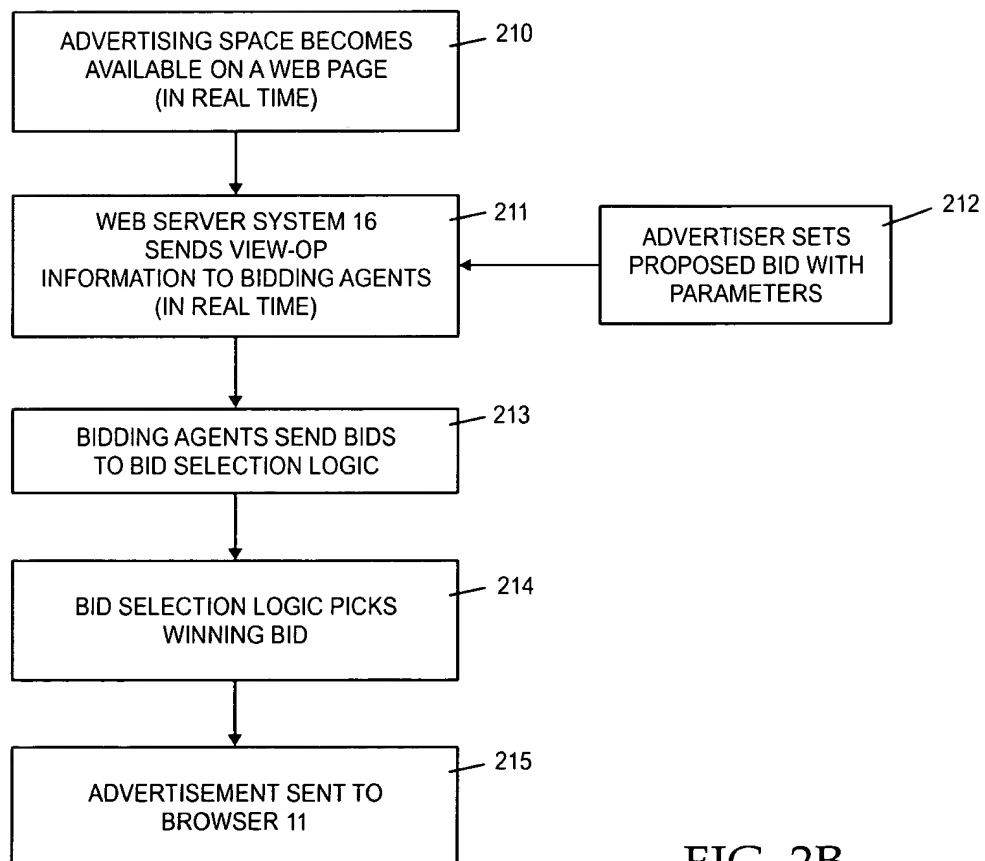 ADVERTISING SPACE BECOMES
AVAILABLE ON A WEB PAGE
(IN REAL TIME)
210
WEB SERVER SYSTEM 16
SENDS VIEW-OP
INFORMATION TO BIDDING AGENTS
(IN REAL TIME)
211
ADVERTISER SETS
PROPOSED BID WITH
PARAMETERS
212
BIDDING AGENTS SEND BIDS
TO BID SELECTION LOGIC
213
BID SELECTION LOGIC PICKS
WINNING BID
214
ADVERTISEMENT SENT TO
BROWSER 11
215
FIG. 2B